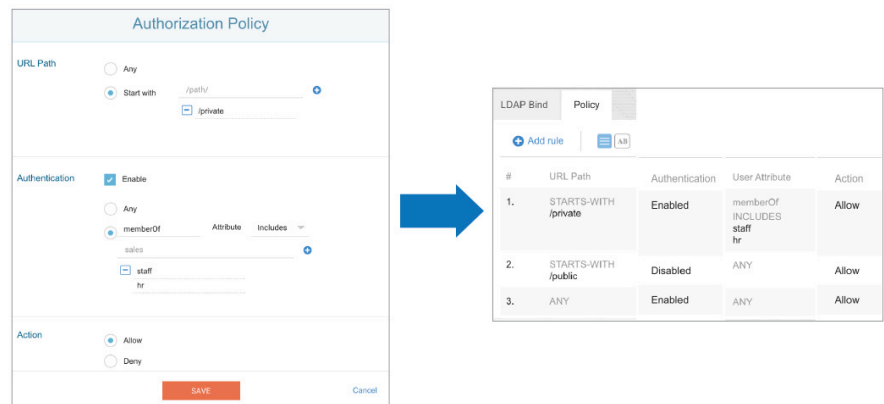 Authorization Policy
URL Path
Any
Start with /path/
/private
Authentication
Enable
Any
memberOf Attribute Includes
sales
staff
hr
Action
Allow
Deny
SAVE Cancel
LDAP Bind Policy
Add rule AB
# URL Path Authentication User Attribute Action
1. STARTS-WITH Enabled memberOf Allow
/private INCLUDES
staff
hr
2. STARTS-WITH Disabled ANY Allow
/public
3. ANY Enabled ANY Allow